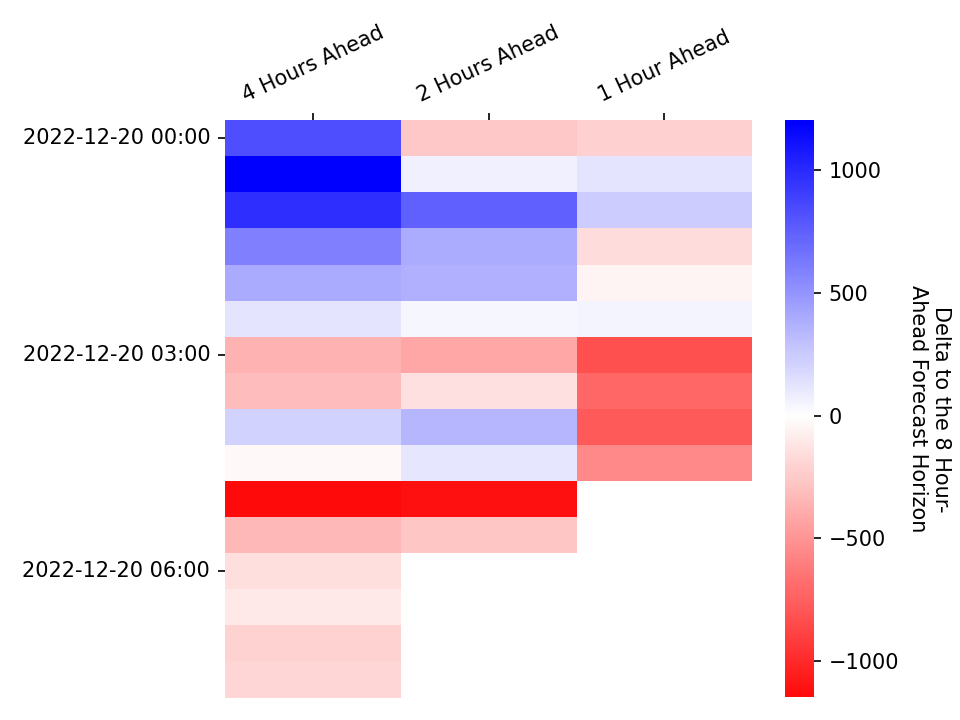 4 Hours Ahead
2 Hours Ahead
1 Hour Ahead
2022-12-20 00:00
2022-12-20 03:00
2022-12-20 06:00
1000
500
0
−500
−1000
Delta to the 8 Hour-
Ahead Forecast Horizon